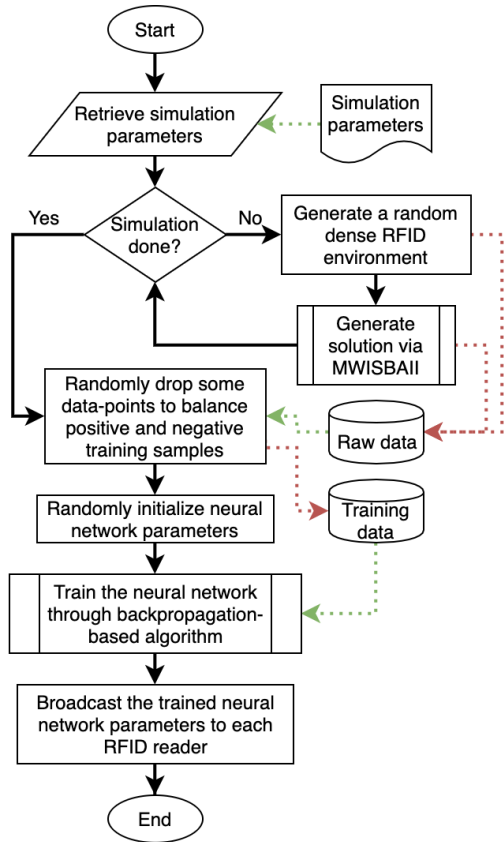 Start
Retrieve simulation
parameters
Simulation
parameters
Yes
Simulation
done?
No
Generate a random
dense RFID
environment
Generate
solution via
MWISBAII
Randomly drop some
data-points to balance
positive and negative
training samples
Raw data
Randomly initialize neural
network parameters
Training
data
Train the neural network
through backpropagation-
based algorithm
Broadcast the trained neural
network parameters to each
RFID reader
End